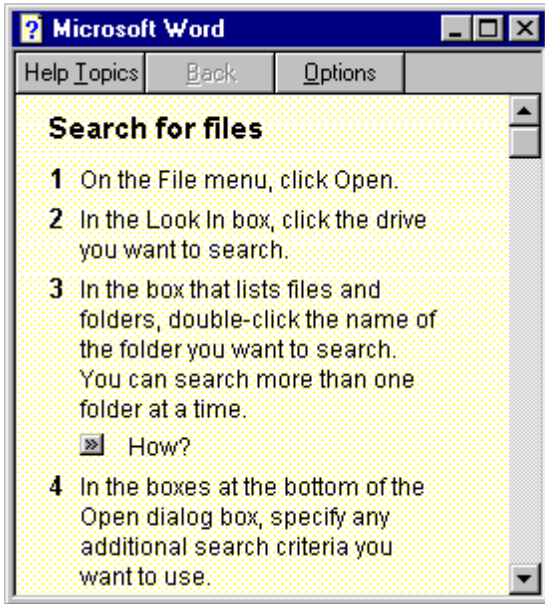 Microsoft Word
Help Topics Back Options
Search for files
1 On the File menu, click Open.
2 In the Look In box, click the drive
you want to search.
3 In the box that lists files and
folders, double-click the name of
the folder you want to search.
You can search more than one
folder at a time.
How?
4 In the boxes at the bottom of the
Open dialog box, specify any
additional search criteria you
want to use.